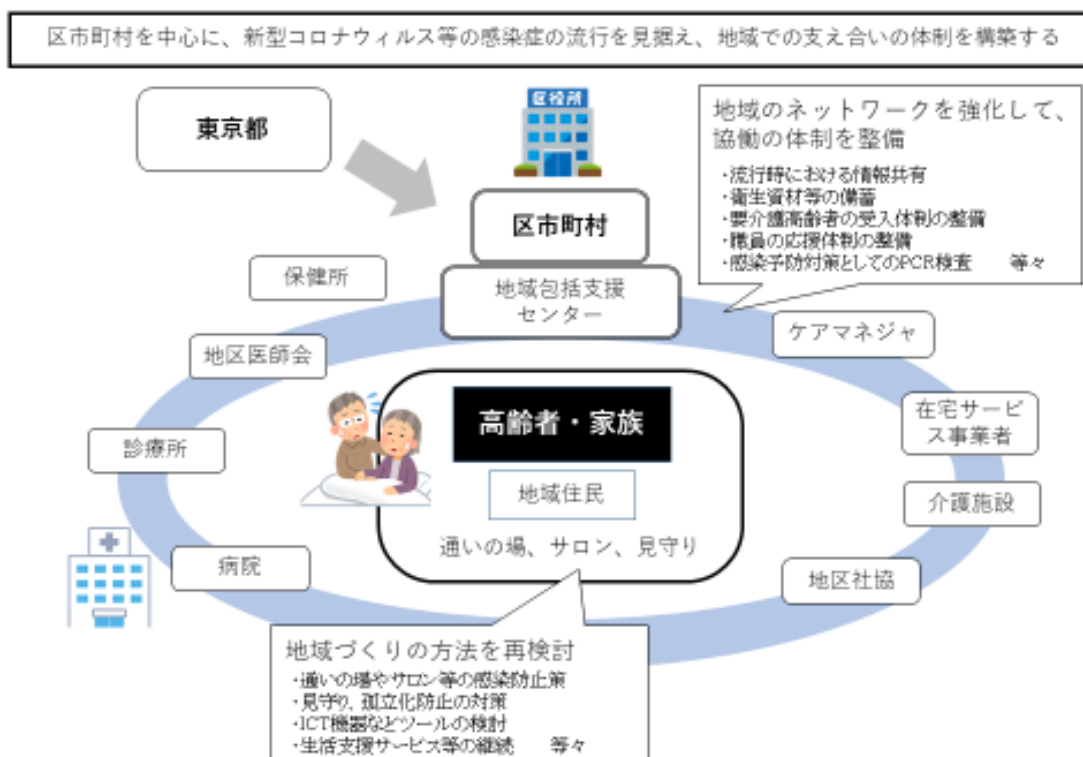 区市町村を中心に、新型コロナウィルス等の感染症の流行を見据え、地域での支え合いの体制を構築する
東京都
区役所
区市町村
地域包括支援
センター
地域のネットワークを強化して、
協働の体制を整備
・流行時における情報共有
・衛生資材等の備蓄
・要介護高齢者の受入体制の整備
・職員の応援体制の整備
・感染予防対策としてのPCR検査　等々
保健所
地区医師会
診療所
病院
ケアマネジャ
在宅サービ
ス事業者
介護施設
地区社協
高齢者・家族
地域住民
通いの場、サロン、見守り
地域づくりの方法を再検討
・通いの場やサロン等の感染防止策
・見守り、孤立化防止の対策
・ICT機器などツールの検討
・生活支援サービス等の継続　等々